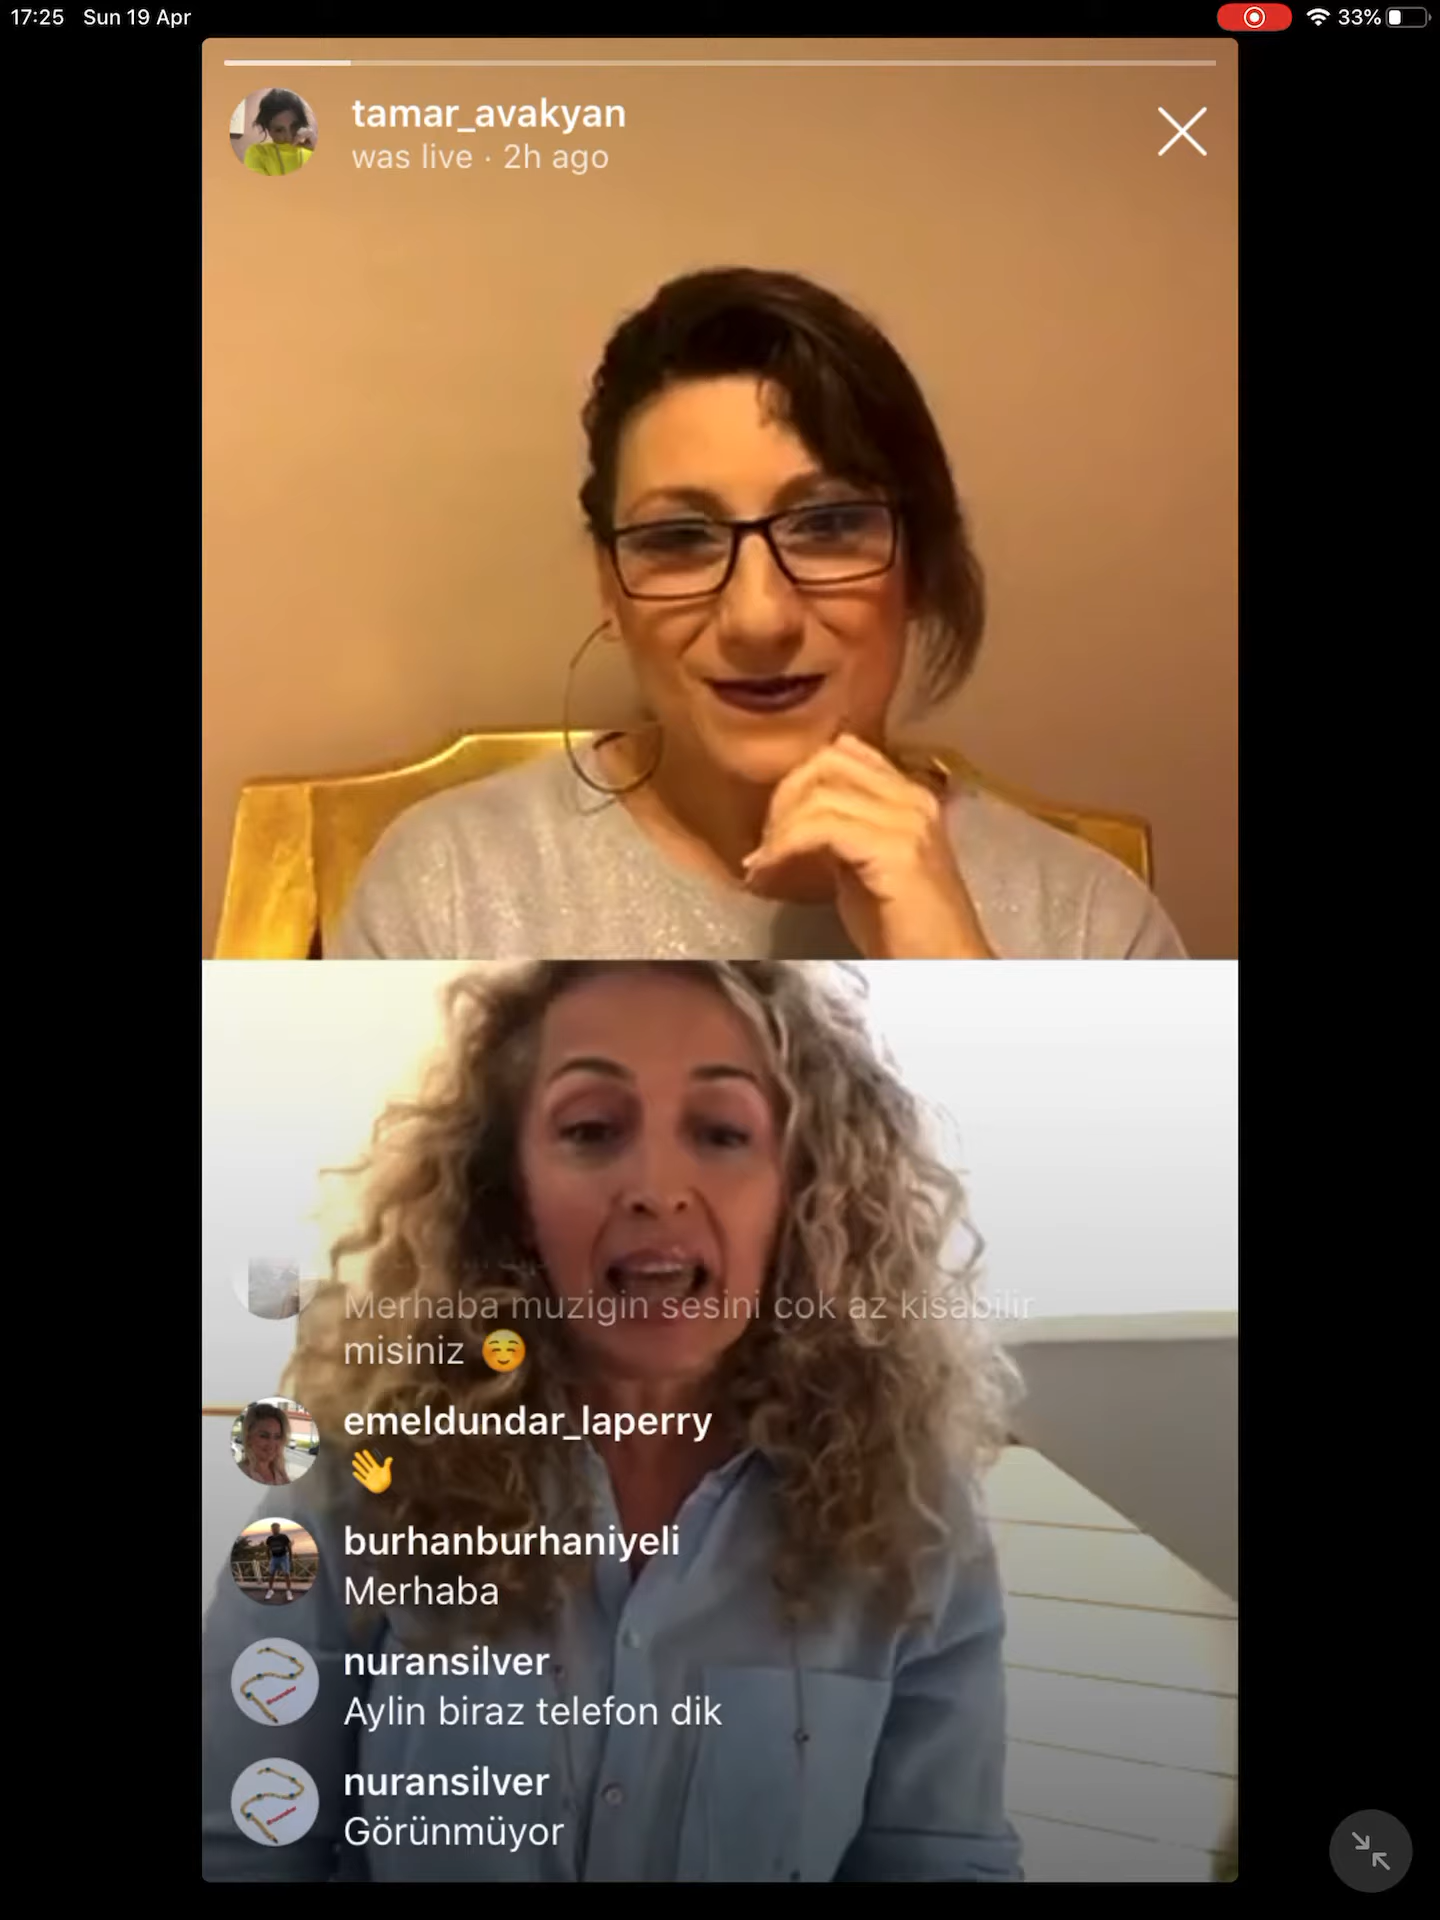 17:25 Sun 19 Apr
33%
tamar_avakyan
was live · 2h ago
Merhaba muzigin sesini cok az kisabilir
misiniz ☺️
emeldundar_laperry
👋
burhanburhaniyeli
Merhaba
nuransilver
Aylin biraz telefon dik
nuransilver
Görünmüyor